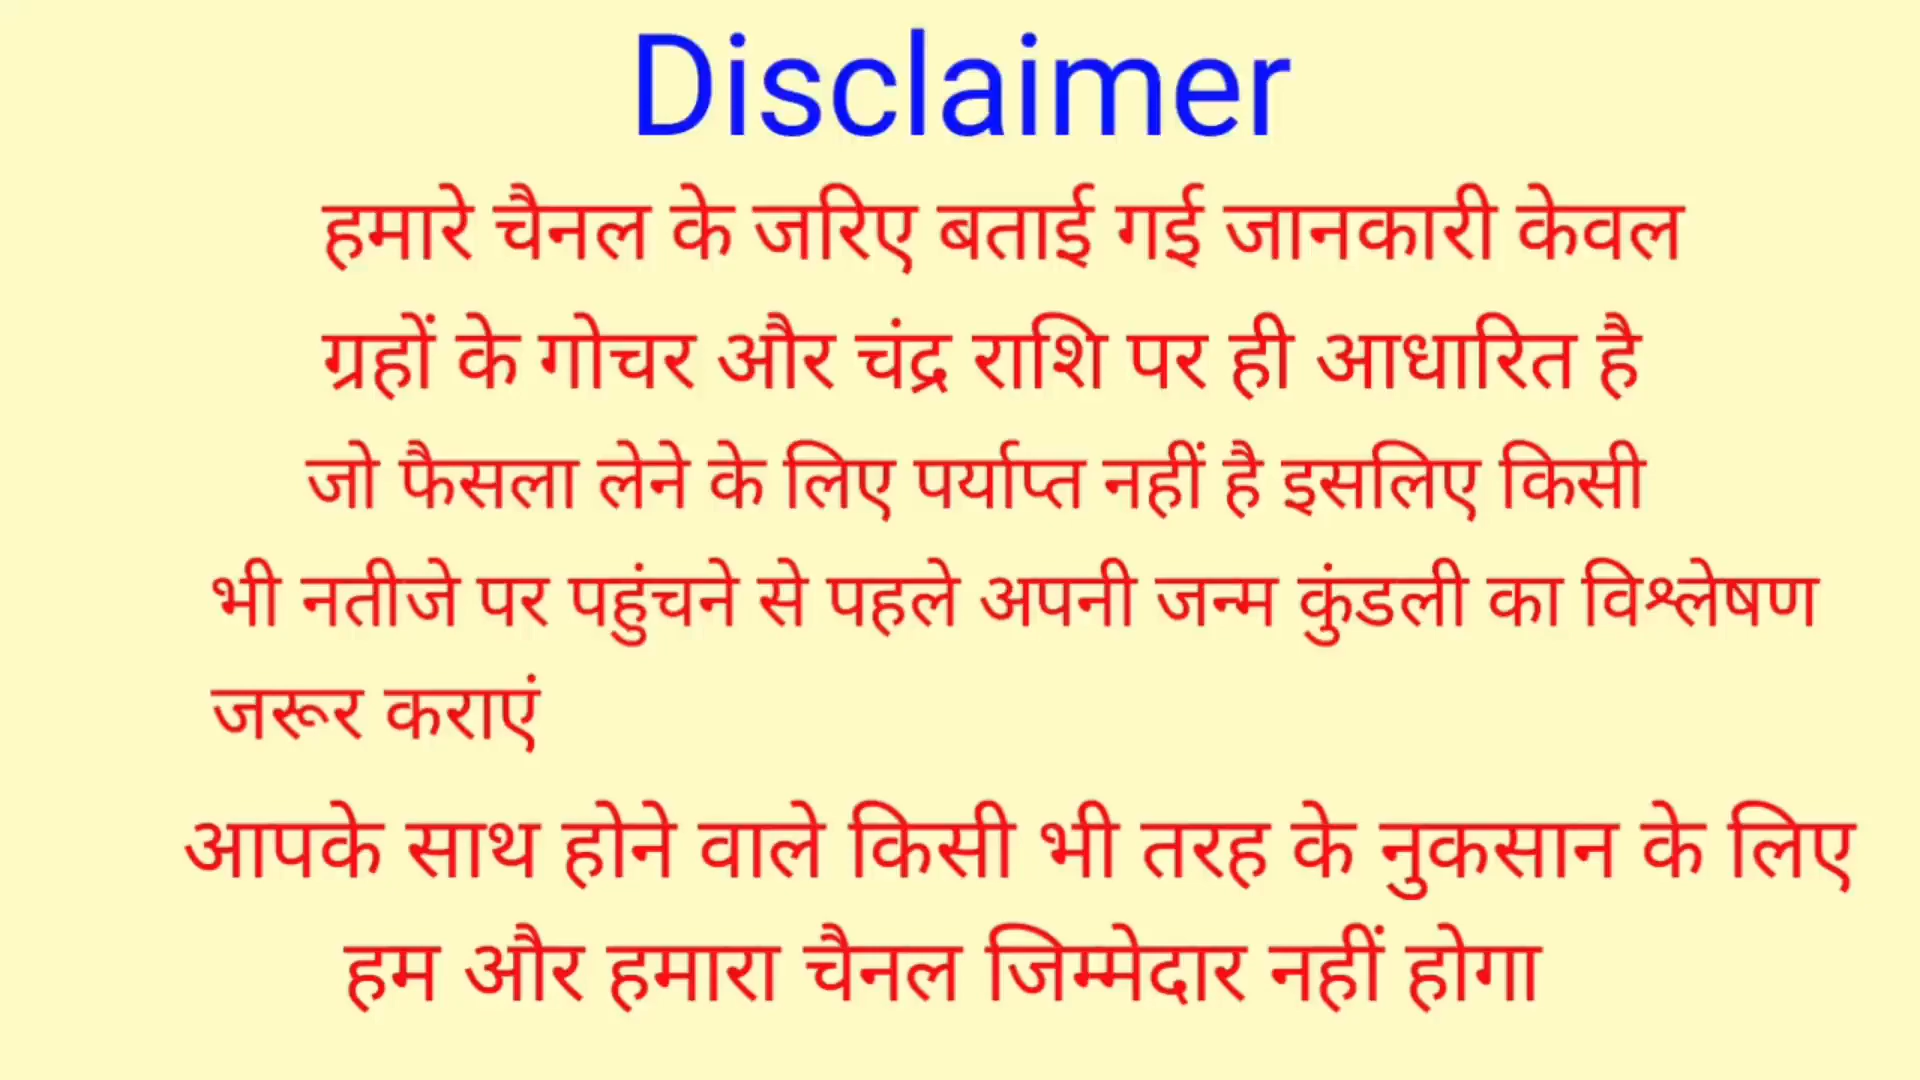 Disclaimer
हमारे चैनल के जरिए बताई गई जानकारी केवल
ग्रहों के गोचर और चंद्र राशि पर ही आधारित है
जो फैसला लेने के लिए पर्याप्त नहीं है इसलिए किसी
भी नतीजे पर पहुंचने से पहले अपनी जन्म कुंडली का विश्लेषण
जरूर कराएं
आपके साथ होने वाले किसी भी तरह के नुकसान के लिए
हम और हमारा चैनल जिम्मेदार नहीं होगा